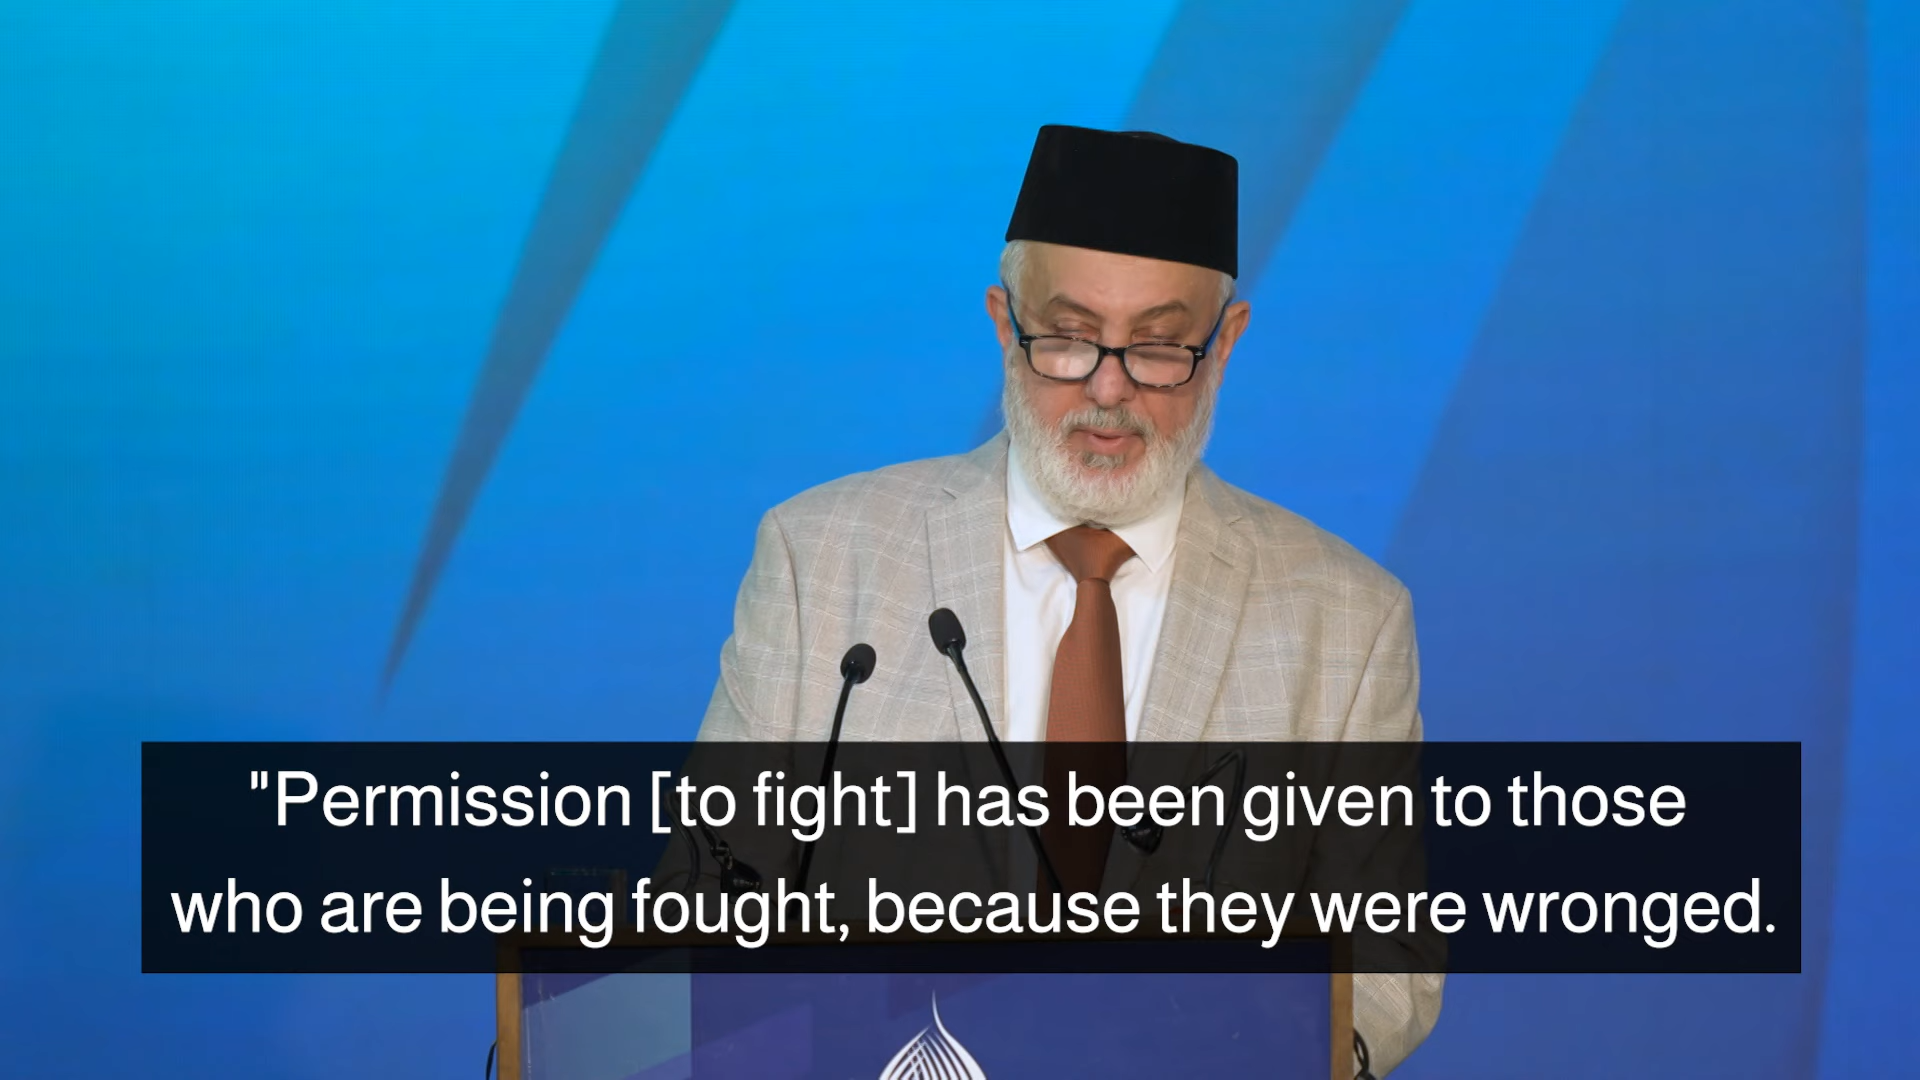 "Permission [to fight] has been given to those
who are being fought, because they were wronged.